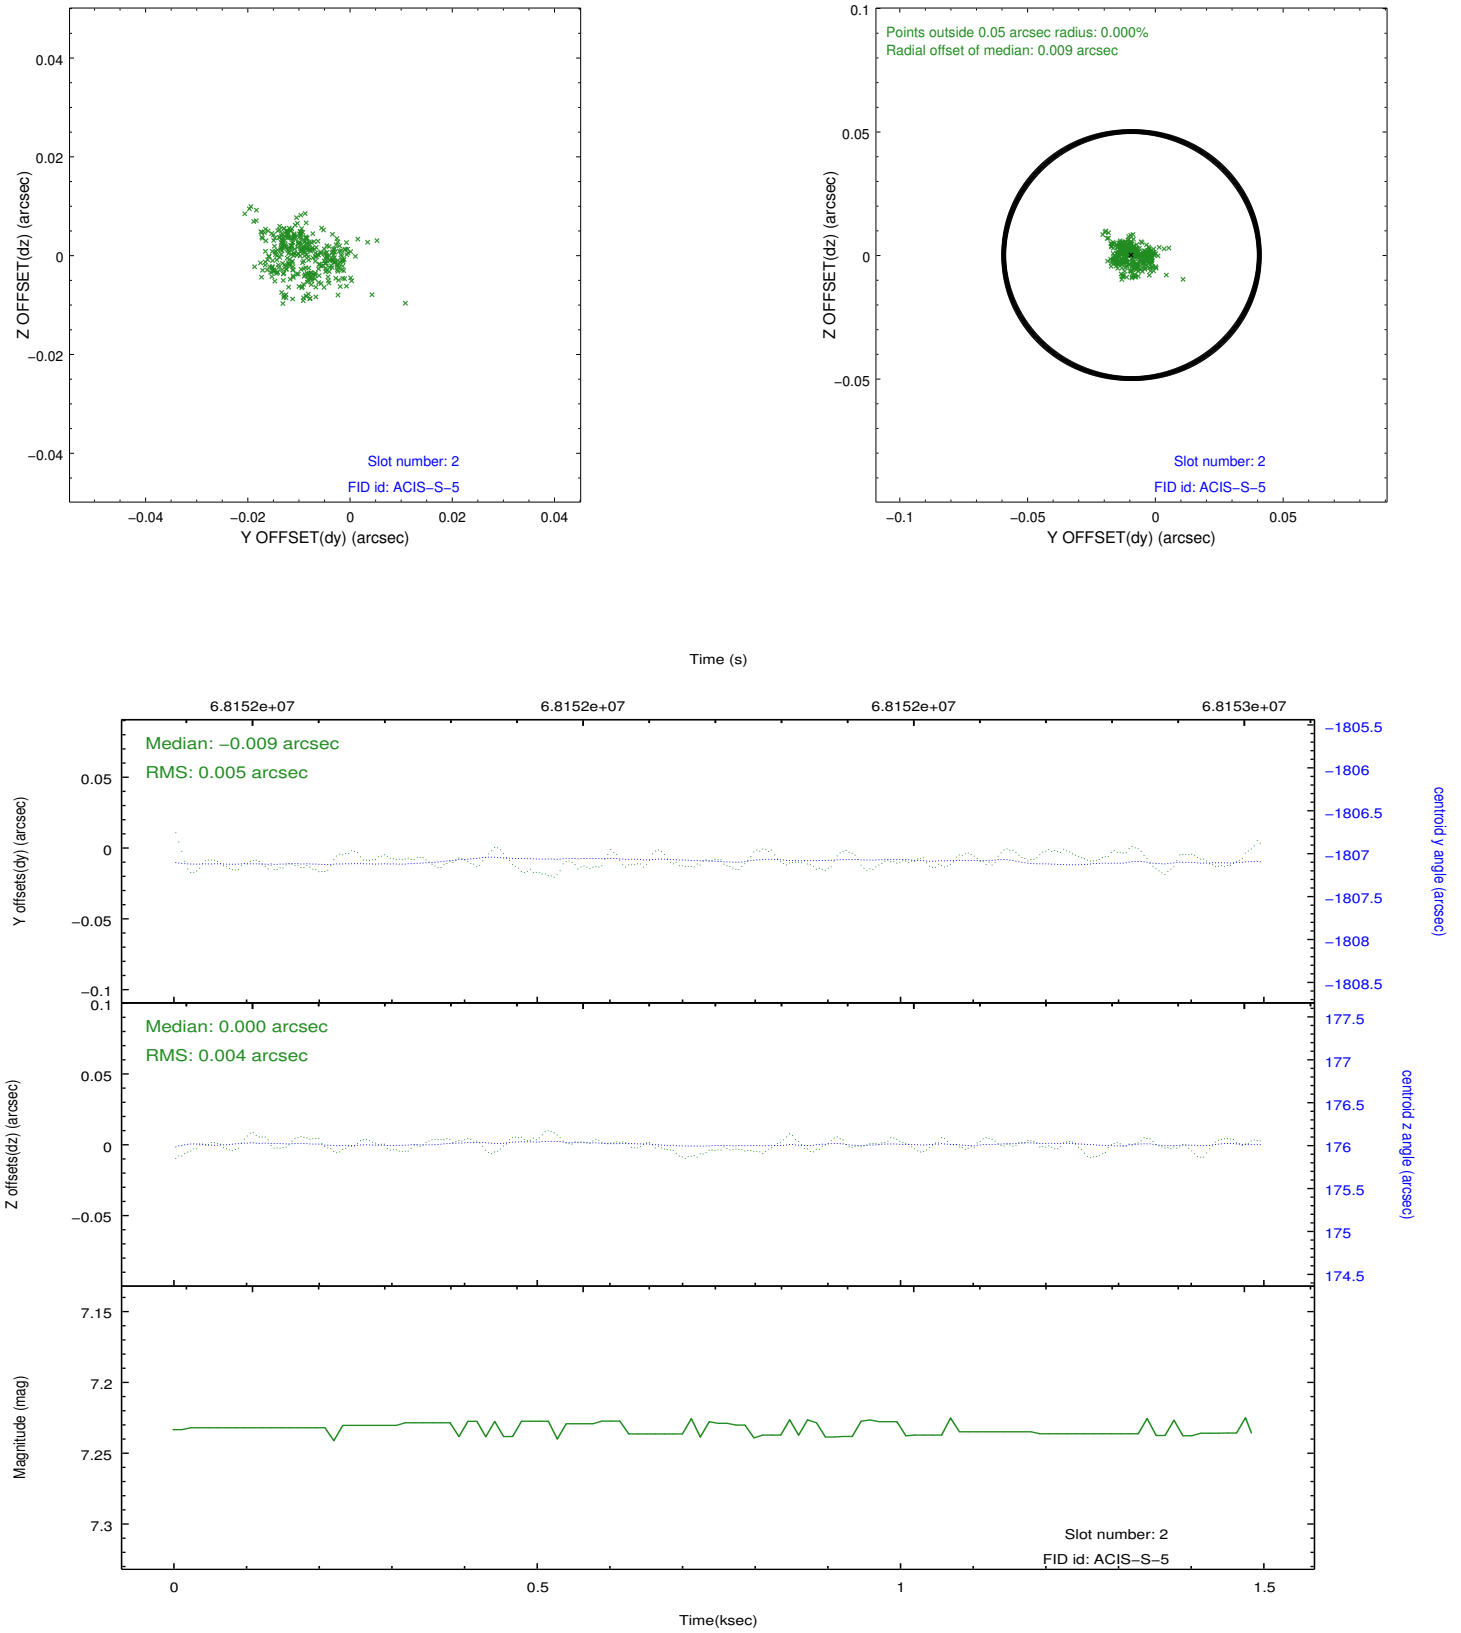 0.04
0.02
0
−0.02
−0.04
Z OFFSET(dz) (arcsec)
Slot number: 2
FID id: ACIS−S−5
−0.04
−0.02
0
0.02
0.04
Y OFFSET(dy) (arcsec)
0.1
0.05
0
−0.05
Z OFFSET(dz) (arcsec)
Points outside 0.05 arcsec radius: 0.000%
Radial offset of median: 0.009 arcsec
Slot number: 2
FID id: ACIS−S−5
−0.1
−0.05
0
0.05
Y OFFSET(dy) (arcsec)
Time (s)
6.8152e+07
6.8152e+07
6.8152e+07
6.8153e+07
Median: −0.009 arcsec
RMS: 0.005 arcsec
0.05
0
−0.05
−0.1
Y offsets(dy) (arcsec)
−1805.5
−1806
−1806.5
−1807
−1807.5
−1808
−1808.5
centroid y angle (arcsec)
0.1
0.05
0
−0.05
Z offsets(dz) (arcsec)
Median: 0.000 arcsec
RMS: 0.004 arcsec
177.5
177
176.5
176
175.5
175
174.5
centroid z angle (arcsec)
7.15
7.2
7.25
7.3
Magnitude (mag)
Slot number: 2
FID id: ACIS−S−5
0
0.5
1
1.5
Time(ksec)